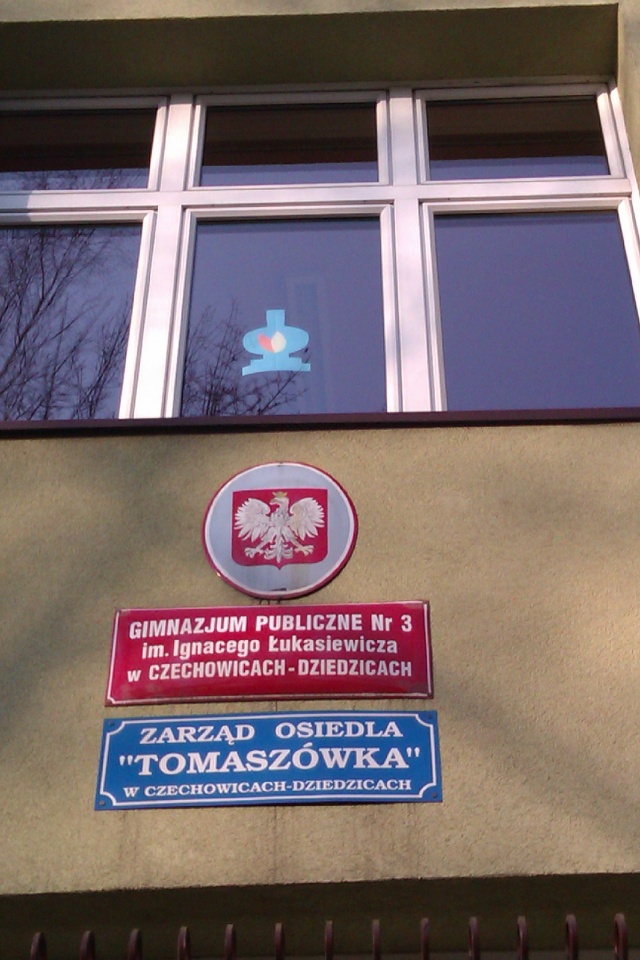 GIMNAZJUM PUBLICZNE Nr 3
im. Ignacego Łukasiewicza
w CZECHOWICACH-DZIEDZICACH
ZARZĄD OSIEDLA
"TOMASZÓWKA"
W CZECHOWICACH-DZIEDZICACH